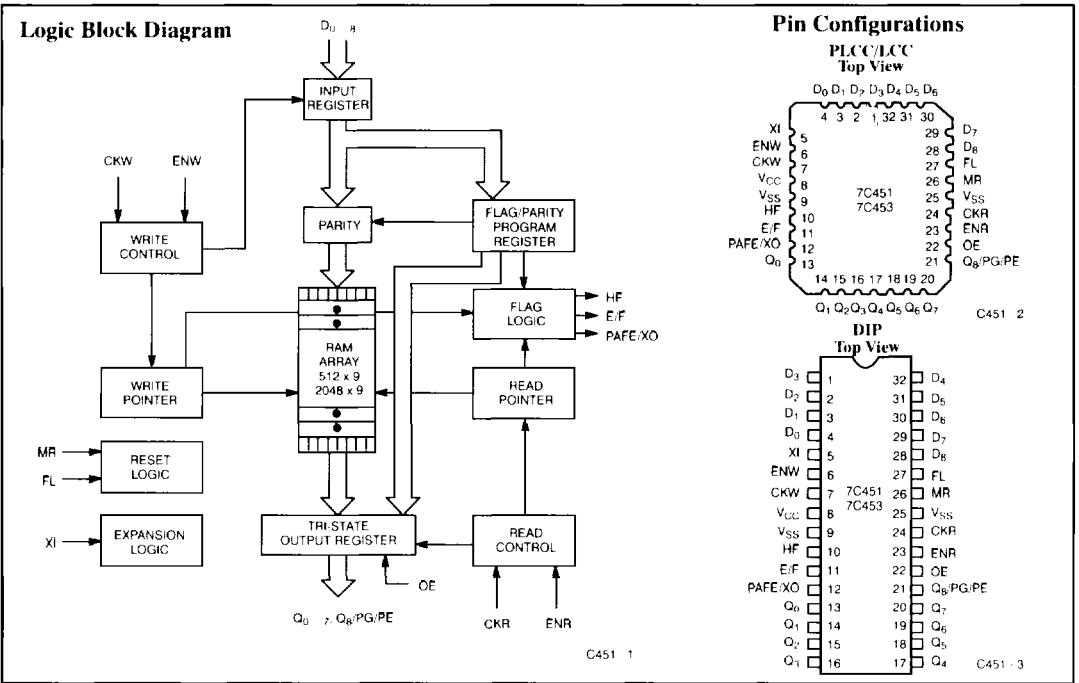 Logic Block Diagram
D0 8
INPUT
REGISTER
CKW ENW
WRITE
CONTROL
PARITY
FLAG/PARITY
PROGRAM
REGISTER
FLAG
LOGIC
HF
E/F
PAFE/XO
RAM
ARRAY
512 x 9
2048 x 9
WRITE
POINTER
READ
POINTER
MR
FL
RESET
LOGIC
XI
EXPANSION
LOGIC
TRI-STATE
OUTPUT REGISTER
READ
CONTROL
OE
Q0 7, Q8/PG/PE
CKR ENR
C451 1
Pin Configurations
PLCC/LCC
Top View
D0 D1 D2 D3 D4 D5 D6
4 3 2 1 32 31 30
XI 5 29 D7
ENW 6 28 D8
CKW 7 27 FL
VCC 8 26 MR
VSS 9 25 VSS
HF 10 24 CKR
E/F 11 23 ENR
PAFE/XO 12 22 OE
Q0 13 21 Q8/PG/PE
7C451
7C453
14 15 16 17 18 19 20
Q1 Q2 Q3 Q4 Q5 Q6 Q7
C451 2
DIP
Top View
D3 1 32 D4
D2 2 31 D5
D1 3 30 D6
D0 4 29 D7
XI 5 28 D8
ENW 6 27 FL
CKW 7 7C451 26 MR
VCC 8 7C453 25 VSS
VSS 9 24 CKR
HF 10 23 ENR
E/F 11 22 OE
PAFE/XO 12 21 Q8/PG/PE
Q0 13 20 Q7
Q1 14 19 Q6
Q2 15 18 Q5
Q3 16 17 Q4
C451 - 3